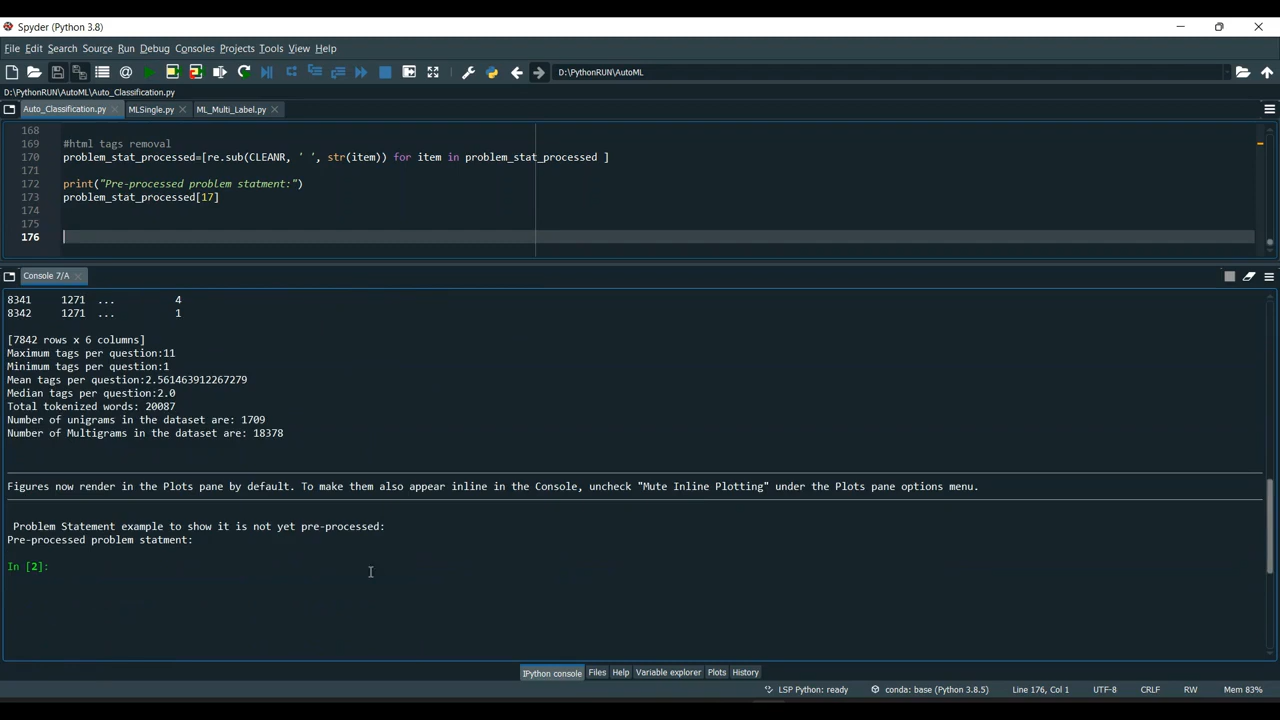 Spyder (Python 3.8)
File Edit Search Source Run Debug Consoles Projects Tools View Help
D:\PythonRUN\AutoML
D:\PythonRUN\AutoML\Auto_Classification.py
Auto_Classification.py MLSingle.py ML_Multi_Label.py
168
169 #html tags removal
170 problem_stat_processed=[re.sub(CLEANR, ' ', str(item)) for item in problem_stat_processed ]
171
172 print("Pre-processed problem statment:")
173 problem_stat_processed[17]
174
175
176
Console 7/A
8341 1271 ... 4
8342 1271 ... 1
[7842 rows x 6 columns]
Maximum tags per question:11
Minimum tags per question:1
Mean tags per question:2.561463912267279
Median tags per question:2.0
Total tokenized words: 20087
Number of unigrams in the dataset are: 1709
Number of Multigrams in the dataset are: 18378
Figures now render in the Plots pane by default. To make them also appear inline in the Console, uncheck "Mute Inline Plotting" under the Plots pane options menu.
Problem Statement example to show it is not yet pre-processed:
Pre-processed problem statment:
In [2]:
IPython console Files Help Variable explorer Plots History
LSP Python: ready conda: base (Python 3.8.5) Line 176, Col 1 UTF-8 CRLF RW Mem 83%